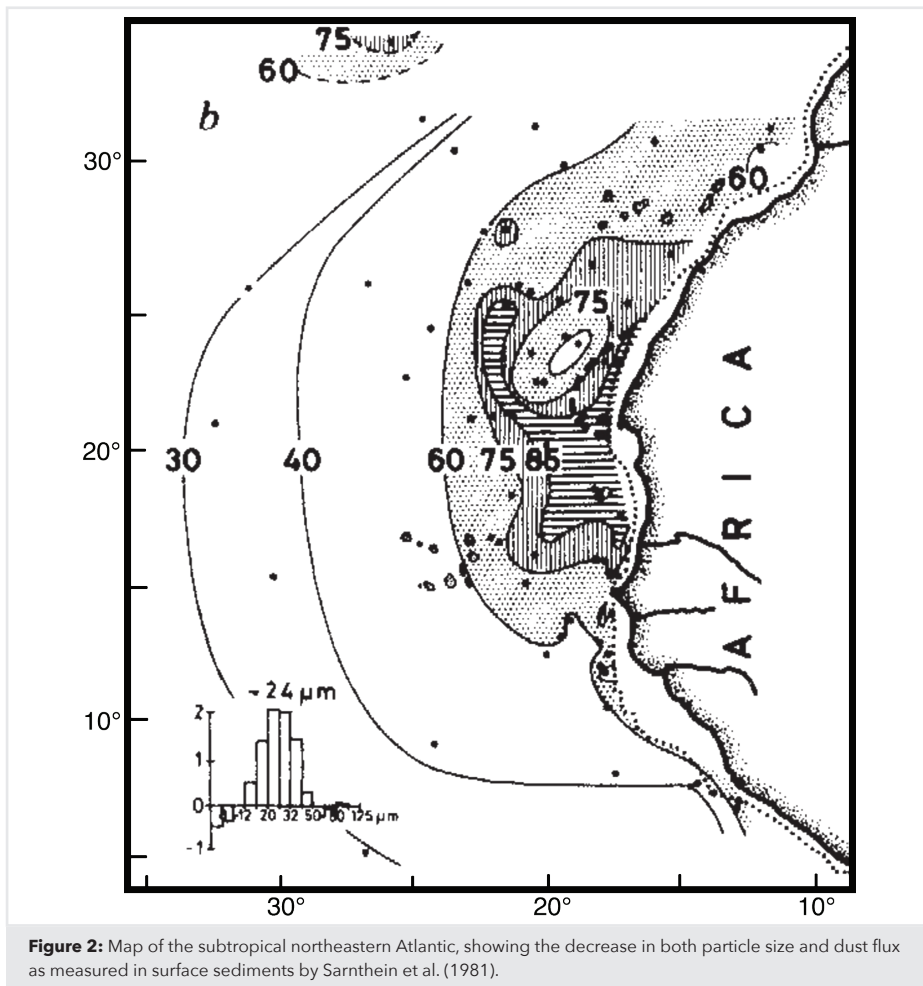 75
60
b
30°
60
75
20°
30 40 60 75 85
AFRICA
10°
~24 μm
2
1
0
-1
12 20 32 50 80 125 μm
30° 20° 10°
Figure 2: Map of the subtropical northeastern Atlantic, showing the decrease in both particle size and dust flux
as measured in surface sediments by Sarnthein et al. (1981).